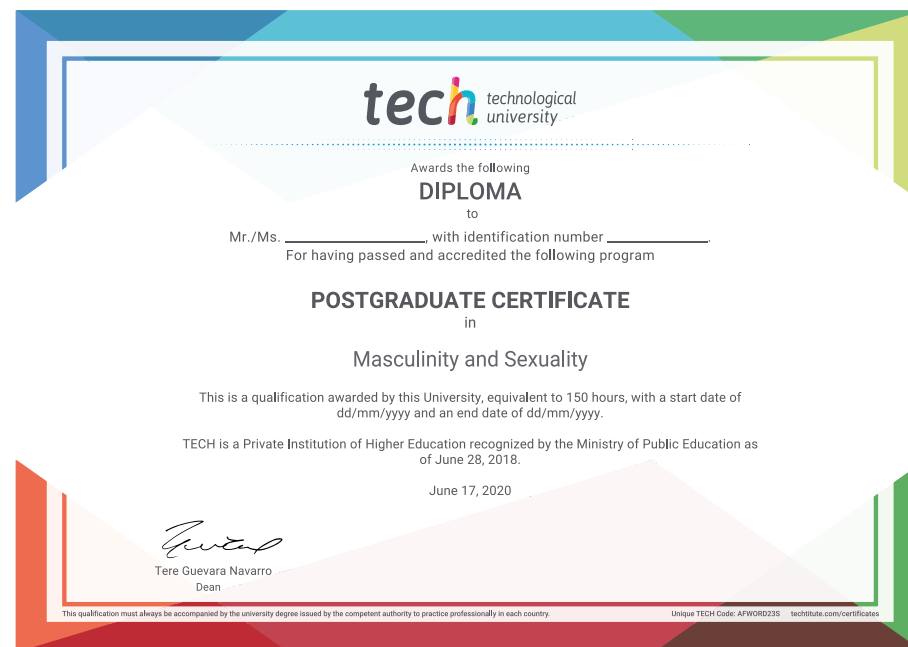 tech technological
university
Awards the following
DIPLOMA
to
Mr./Ms. ____________________, with identification number ______________.
For having passed and accredited the following program
POSTGRADUATE CERTIFICATE
in
Masculinity and Sexuality
This is a qualification awarded by this University, equivalent to 150 hours, with a start date of
dd/mm/yyyy and an end date of dd/mm/yyyy.
TECH is a Private Institution of Higher Education recognized by the Ministry of Public Education as
of June 28, 2018.
June 17, 2020
Tere Guevara Navarro
Dean
This qualification must always be accompanied by the university degree issued by the competent authority to practice professionally in each country. Unique TECH Code: AFWORD23S techtitute.com/certificates